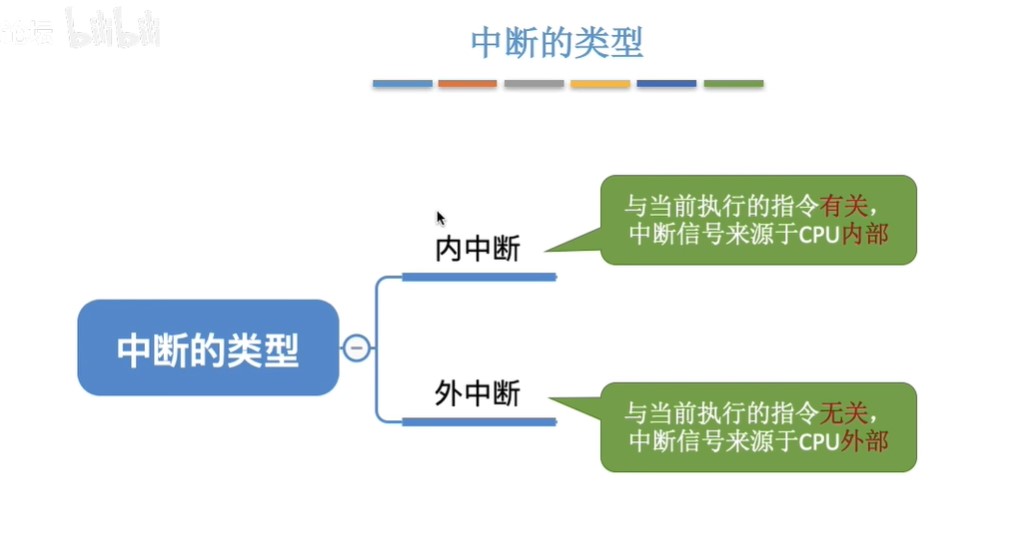 bilibili
中断的类型
与当前执行的指令有关，
中断信号来源于CPU内部
内中断
中断的类型
外中断
与当前执行的指令无关，
中断信号来源于CPU外部